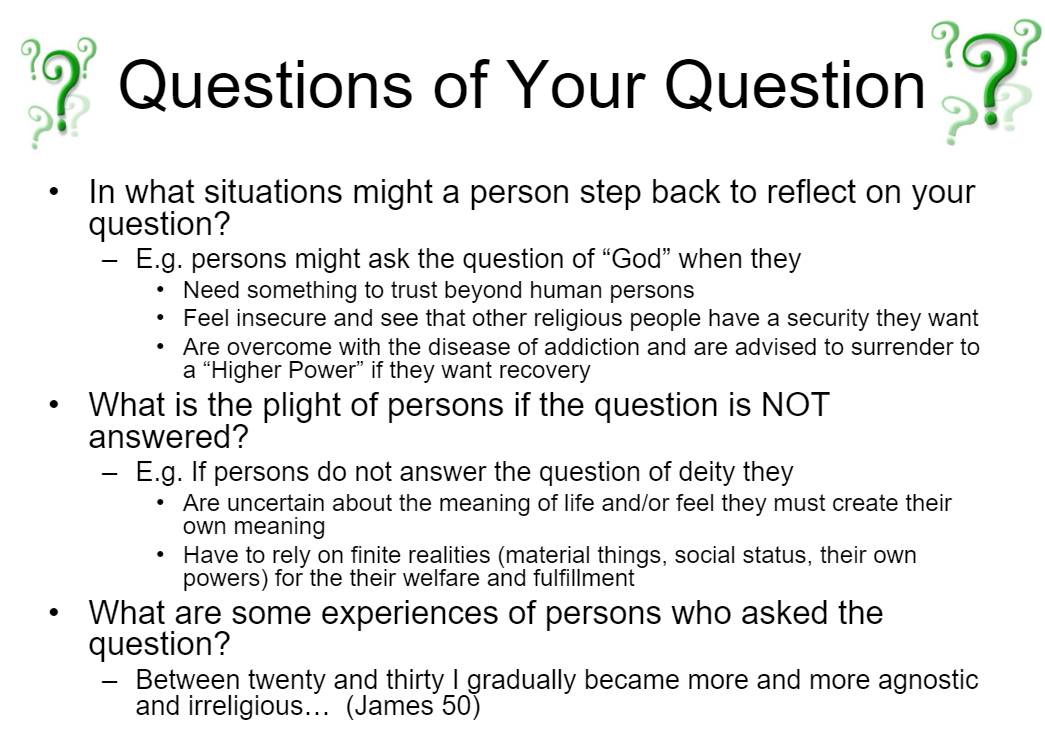 Questions of Your Question
• In what situations might a person step back to reflect on your
question?
– E.g. persons might ask the question of “God” when they
• Need something to trust beyond human persons
• Feel insecure and see that other religious people have a security they want
• Are overcome with the disease of addiction and are advised to surrender to
a “Higher Power” if they want recovery
• What is the plight of persons if the question is NOT
answered?
– E.g. If persons do not answer the question of deity they
• Are uncertain about the meaning of life and/or feel they must create their
own meaning
• Have to rely on finite realities (material things, social status, their own
powers) for the their welfare and fulfillment
• What are some experiences of persons who asked the
question?
– Between twenty and thirty I gradually became more and more agnostic
and irreligious… (James 50)